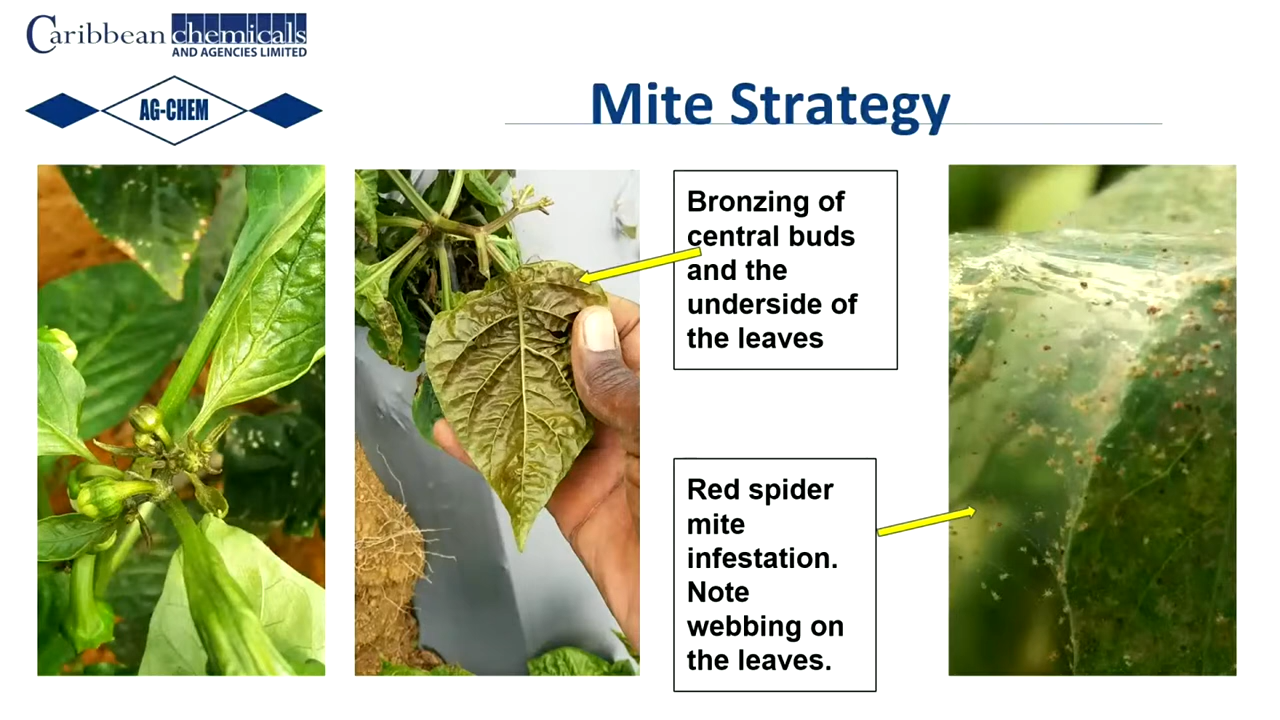 Caribbean chemicals
AND AGENCIES LIMITED
AG-CHEM
Mite Strategy
Bronzing of
central buds
and the
underside of
the leaves
Red spider
mite
infestation.
Note
webbing on
the leaves.